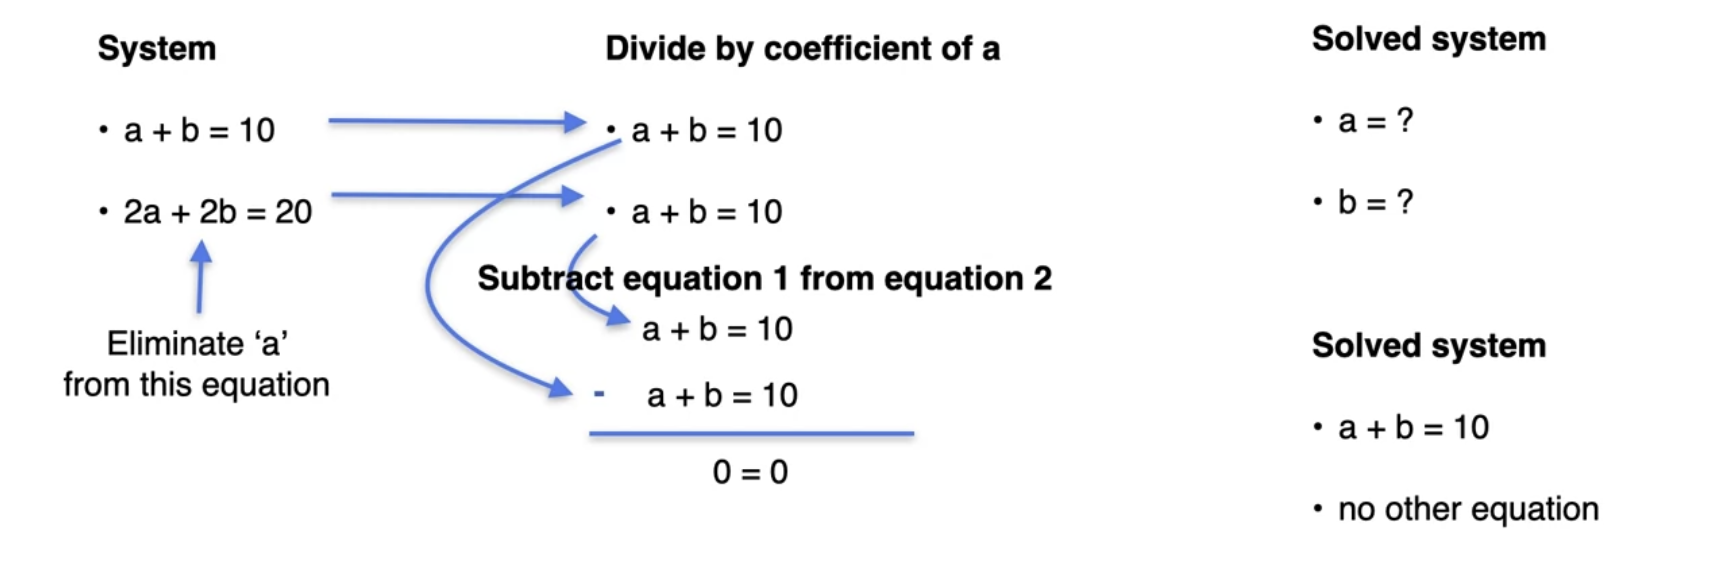 System
• a + b = 10
• 2a + 2b = 20
Eliminate ‘a’
from this equation
Divide by coefficient of a
• a + b = 10
• a + b = 10
Subtract equation 1 from equation 2
a + b = 10
- a + b = 10
0 = 0
Solved system
• a = ?
• b = ?
Solved system
• a + b = 10
• no other equation